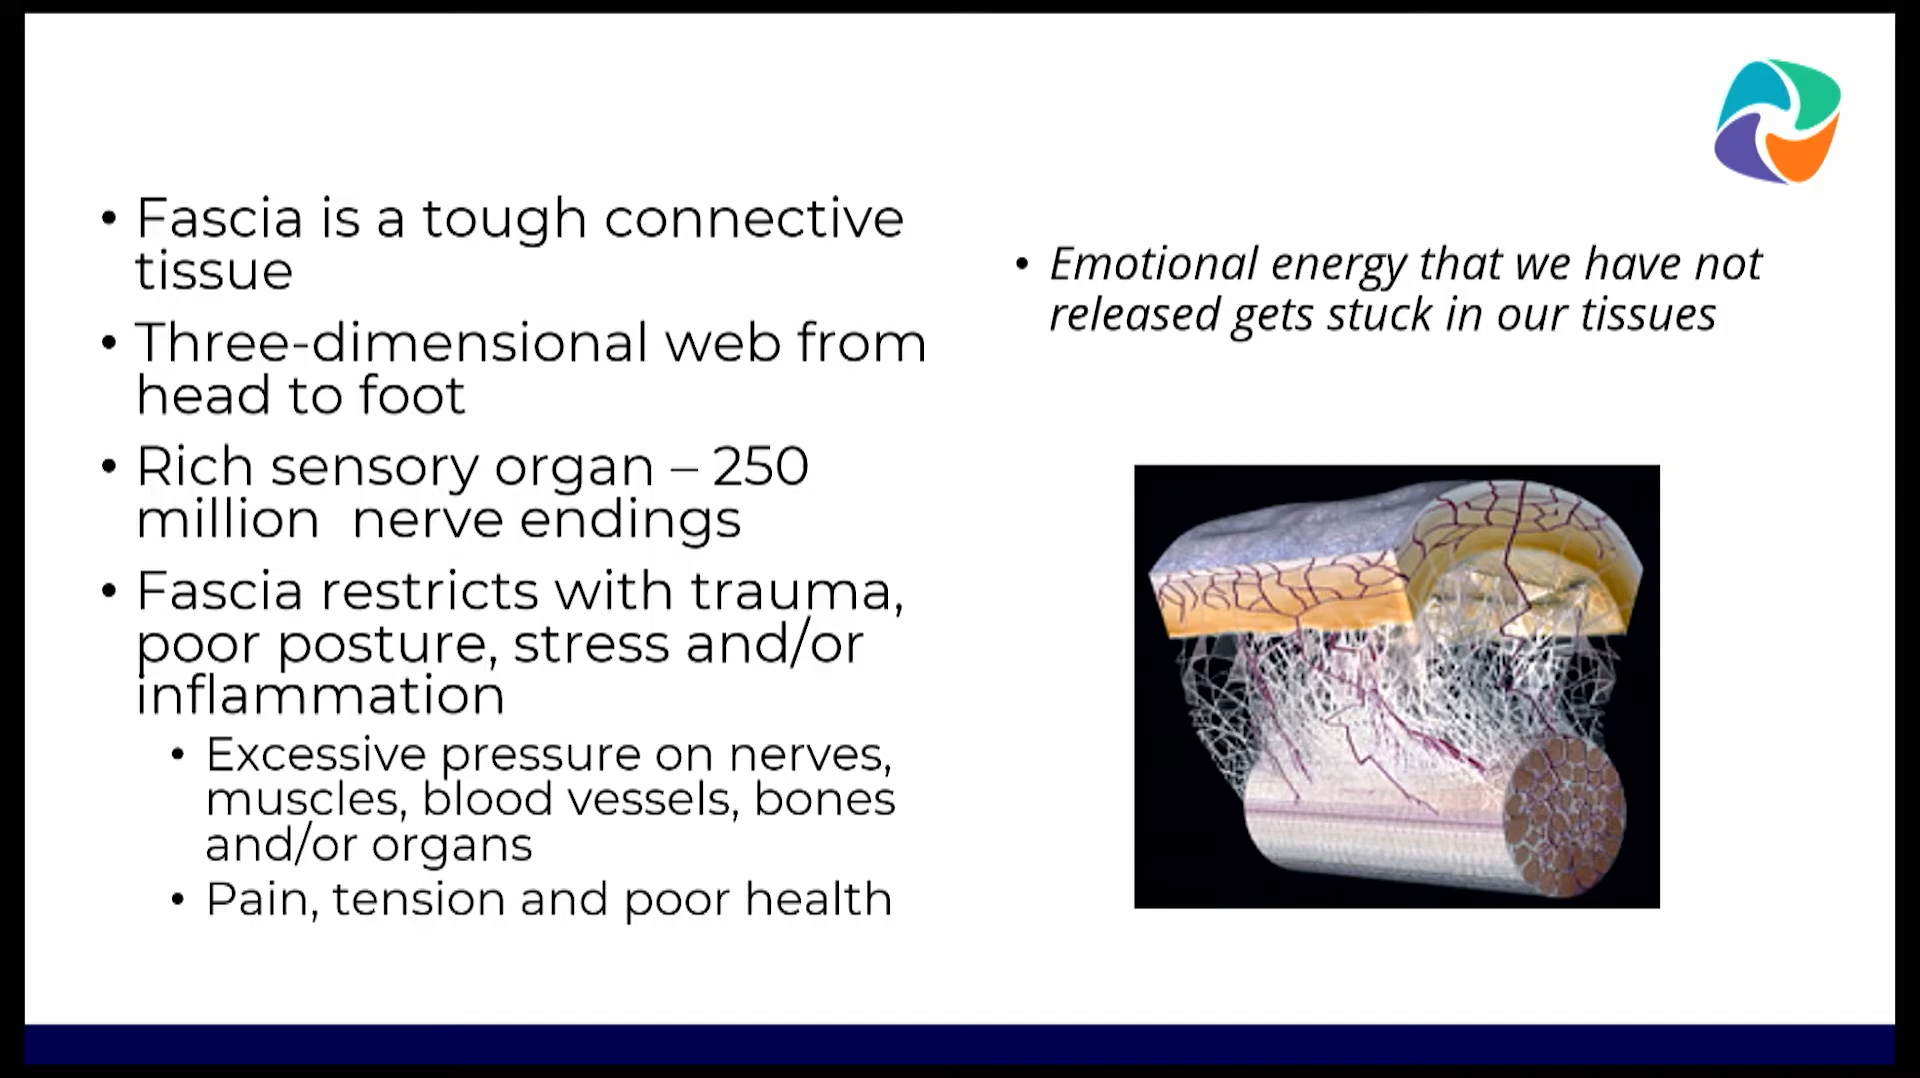 • Fascia is a tough connective
tissue
• Three-dimensional web from
head to foot
• Rich sensory organ – 250
million  nerve endings
• Fascia restricts with trauma,
poor posture, stress and/or
inflammation
• Excessive pressure on nerves,
muscles, blood vessels, bones
and/or organs
• Pain, tension and poor health
• Emotional energy that we have not
released gets stuck in our tissues